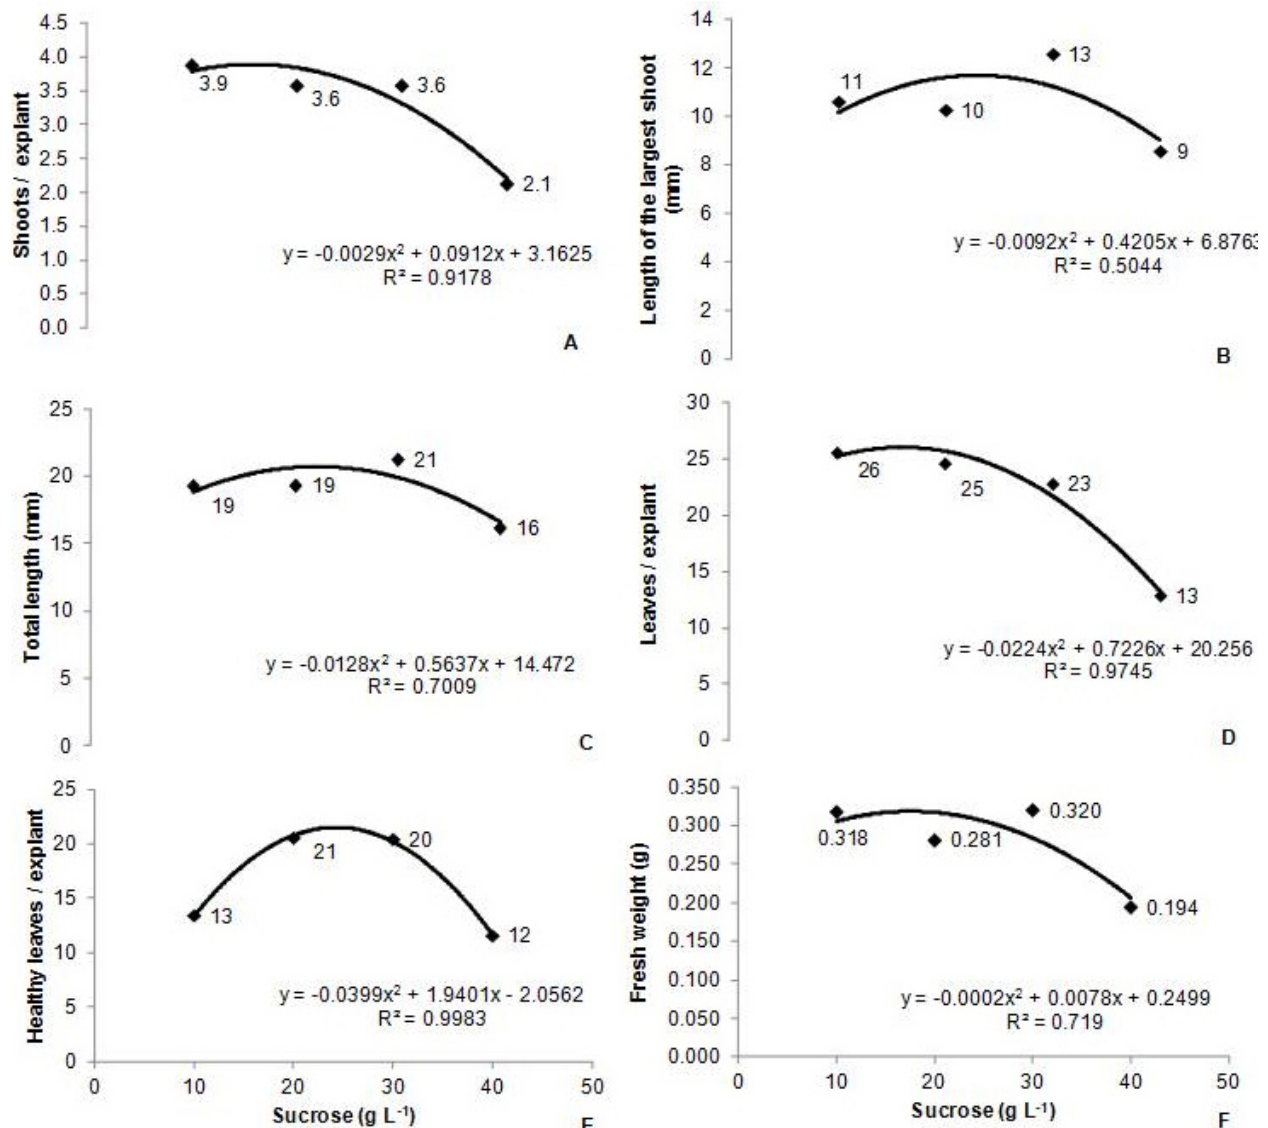 4.5
4.0
3.5
3.0
2.5
2.0
1.5
1.0
0.5
0.0
Shoots / explant
3.9
3.6
3.6
2.1
y = -0.0029x² + 0.0912x + 3.1625
R² = 0.9178
A
14
12
10
8
6
4
2
0
Length of the largest shoot
(mm)
11
10
13
9
y = -0.0092x² + 0.4205x + 6.8763
R² = 0.5044
B
25
20
15
10
5
0
Total length (mm)
19
19
21
16
y = -0.0128x² + 0.5637x + 14.472
R² = 0.7009
C
30
25
20
15
10
5
0
Leaves / explant
26
25
23
13
y = -0.0224x² + 0.7226x + 20.256
R² = 0.9745
D
25
20
15
10
5
0
Healthy leaves / explant
13
21
20
12
y = -0.0399x² + 1.9401x - 2.0562
R² = 0.9983
0 10 20 30 40 50
Sucrose (g L⁻¹)
E
0.350
0.300
0.250
0.200
0.150
0.100
0.050
0.000
Fresh weight (g)
0.318
0.281
0.320
0.194
y = -0.0002x² + 0.0078x + 0.2499
R² = 0.719
0 10 20 30 40 50
Sucrose (g L⁻¹)
F